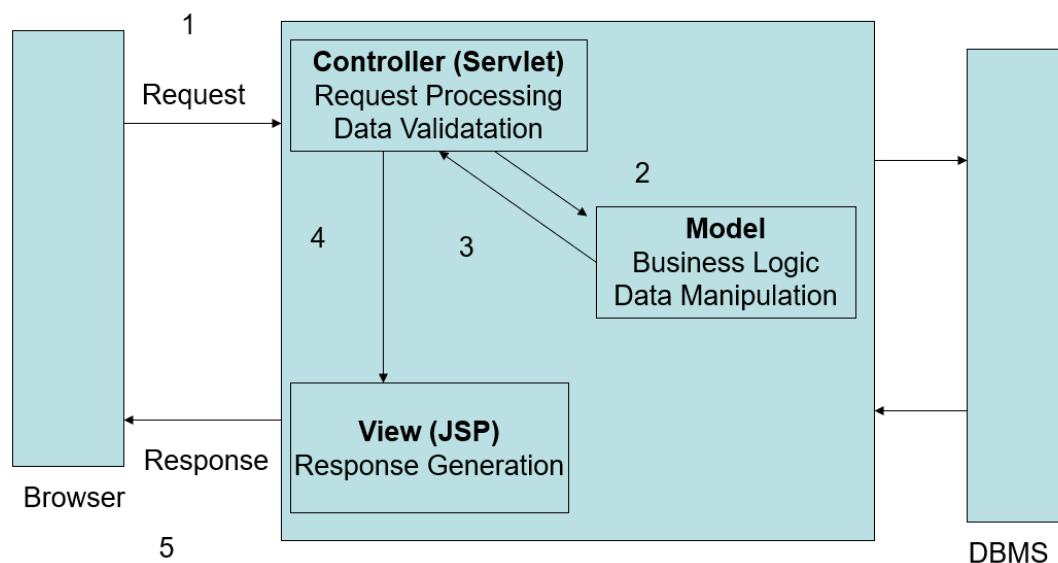 1
Request
Controller (Servlet)
Request Processing
Data Validatation
2
Model
Business Logic
Data Manipulation
3
4
View (JSP)
Response Generation
Response
Browser
5
DBMS